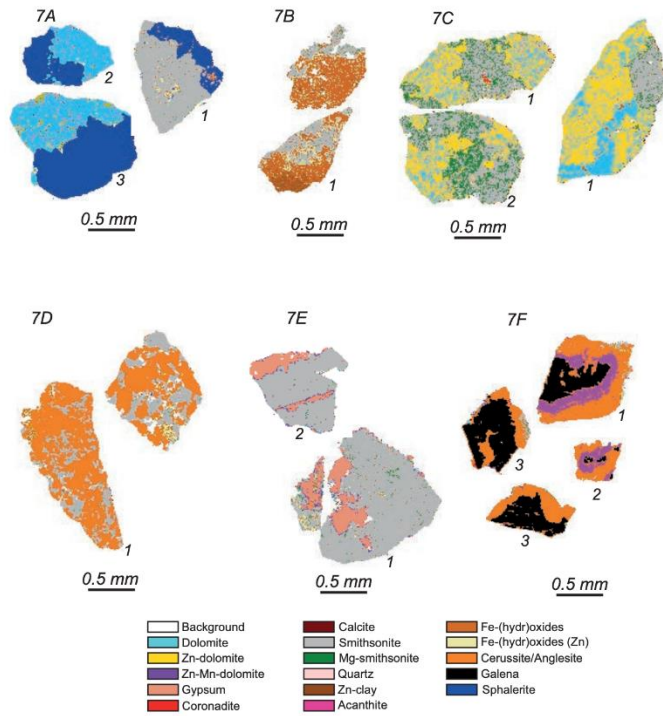 7A
7B
7C
2
1
3
1
1
2
1
0.5 mm
0.5 mm
0.5 mm
7D
7E
7F
2
1
1
3
1
2
3
0.5 mm
0.5 mm
0.5 mm
Background
Dolomite
Zn-dolomite
Zn-Mn-dolomite
Gypsum
Coronadite
Calcite
Smithsonite
Mg-smithsonite
Quartz
Zn-clay
Acanthite
Fe-(hydr)oxides
Fe-(hydr)oxides (Zn)
Cerussite/Anglesite
Galena
Sphalerite